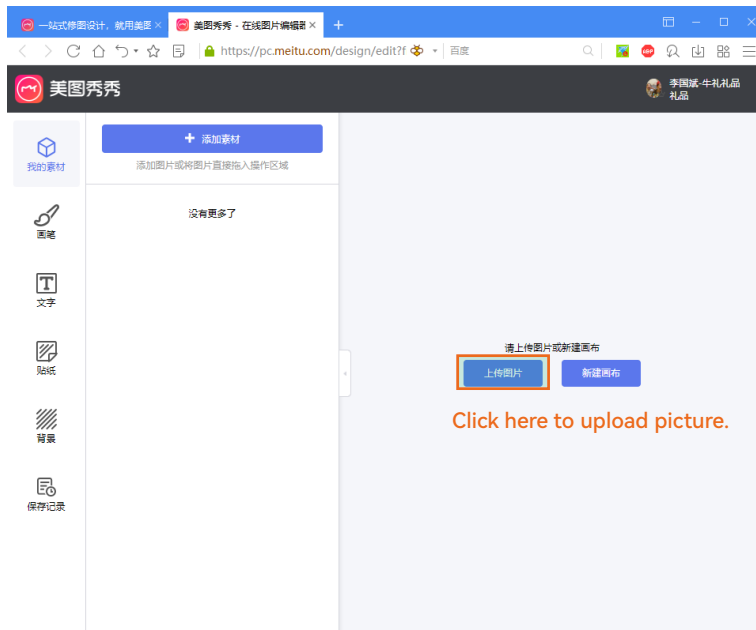 一站式修图设计，就用美图
美图秀秀 - 在线图片编辑器
https://pc.meitu.com/design/edit?f
百度
美图秀秀
李国斌-牛礼礼品
礼品
我的素材
+ 添加素材
添加图片或将图片直接拖入操作区域
没有更多了
画笔
文字
贴纸
背景
保存记录
请上传图片或新建画布
上传图片
新建画布
Click here to upload picture.